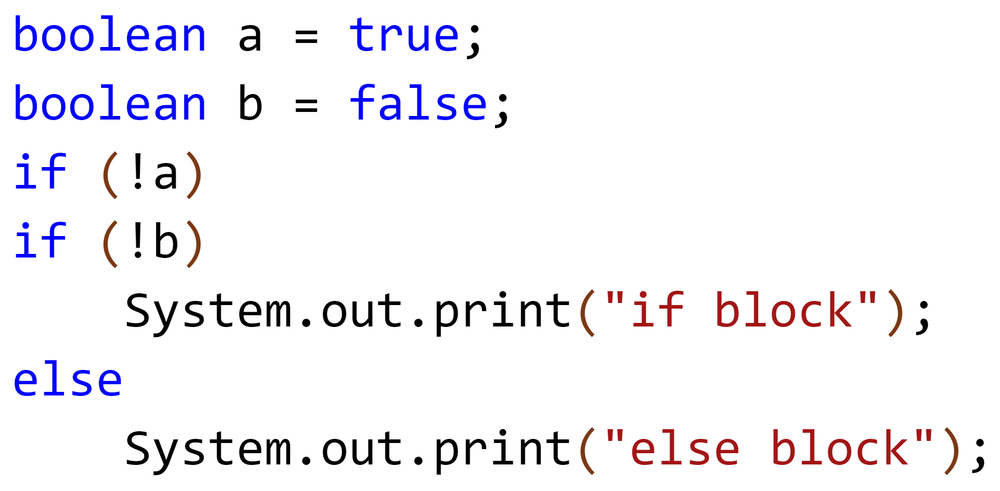 boolean a = true;
boolean b = false;
if (!a)
if (!b)
    System.out.print("if block");
else
    System.out.print("else block");